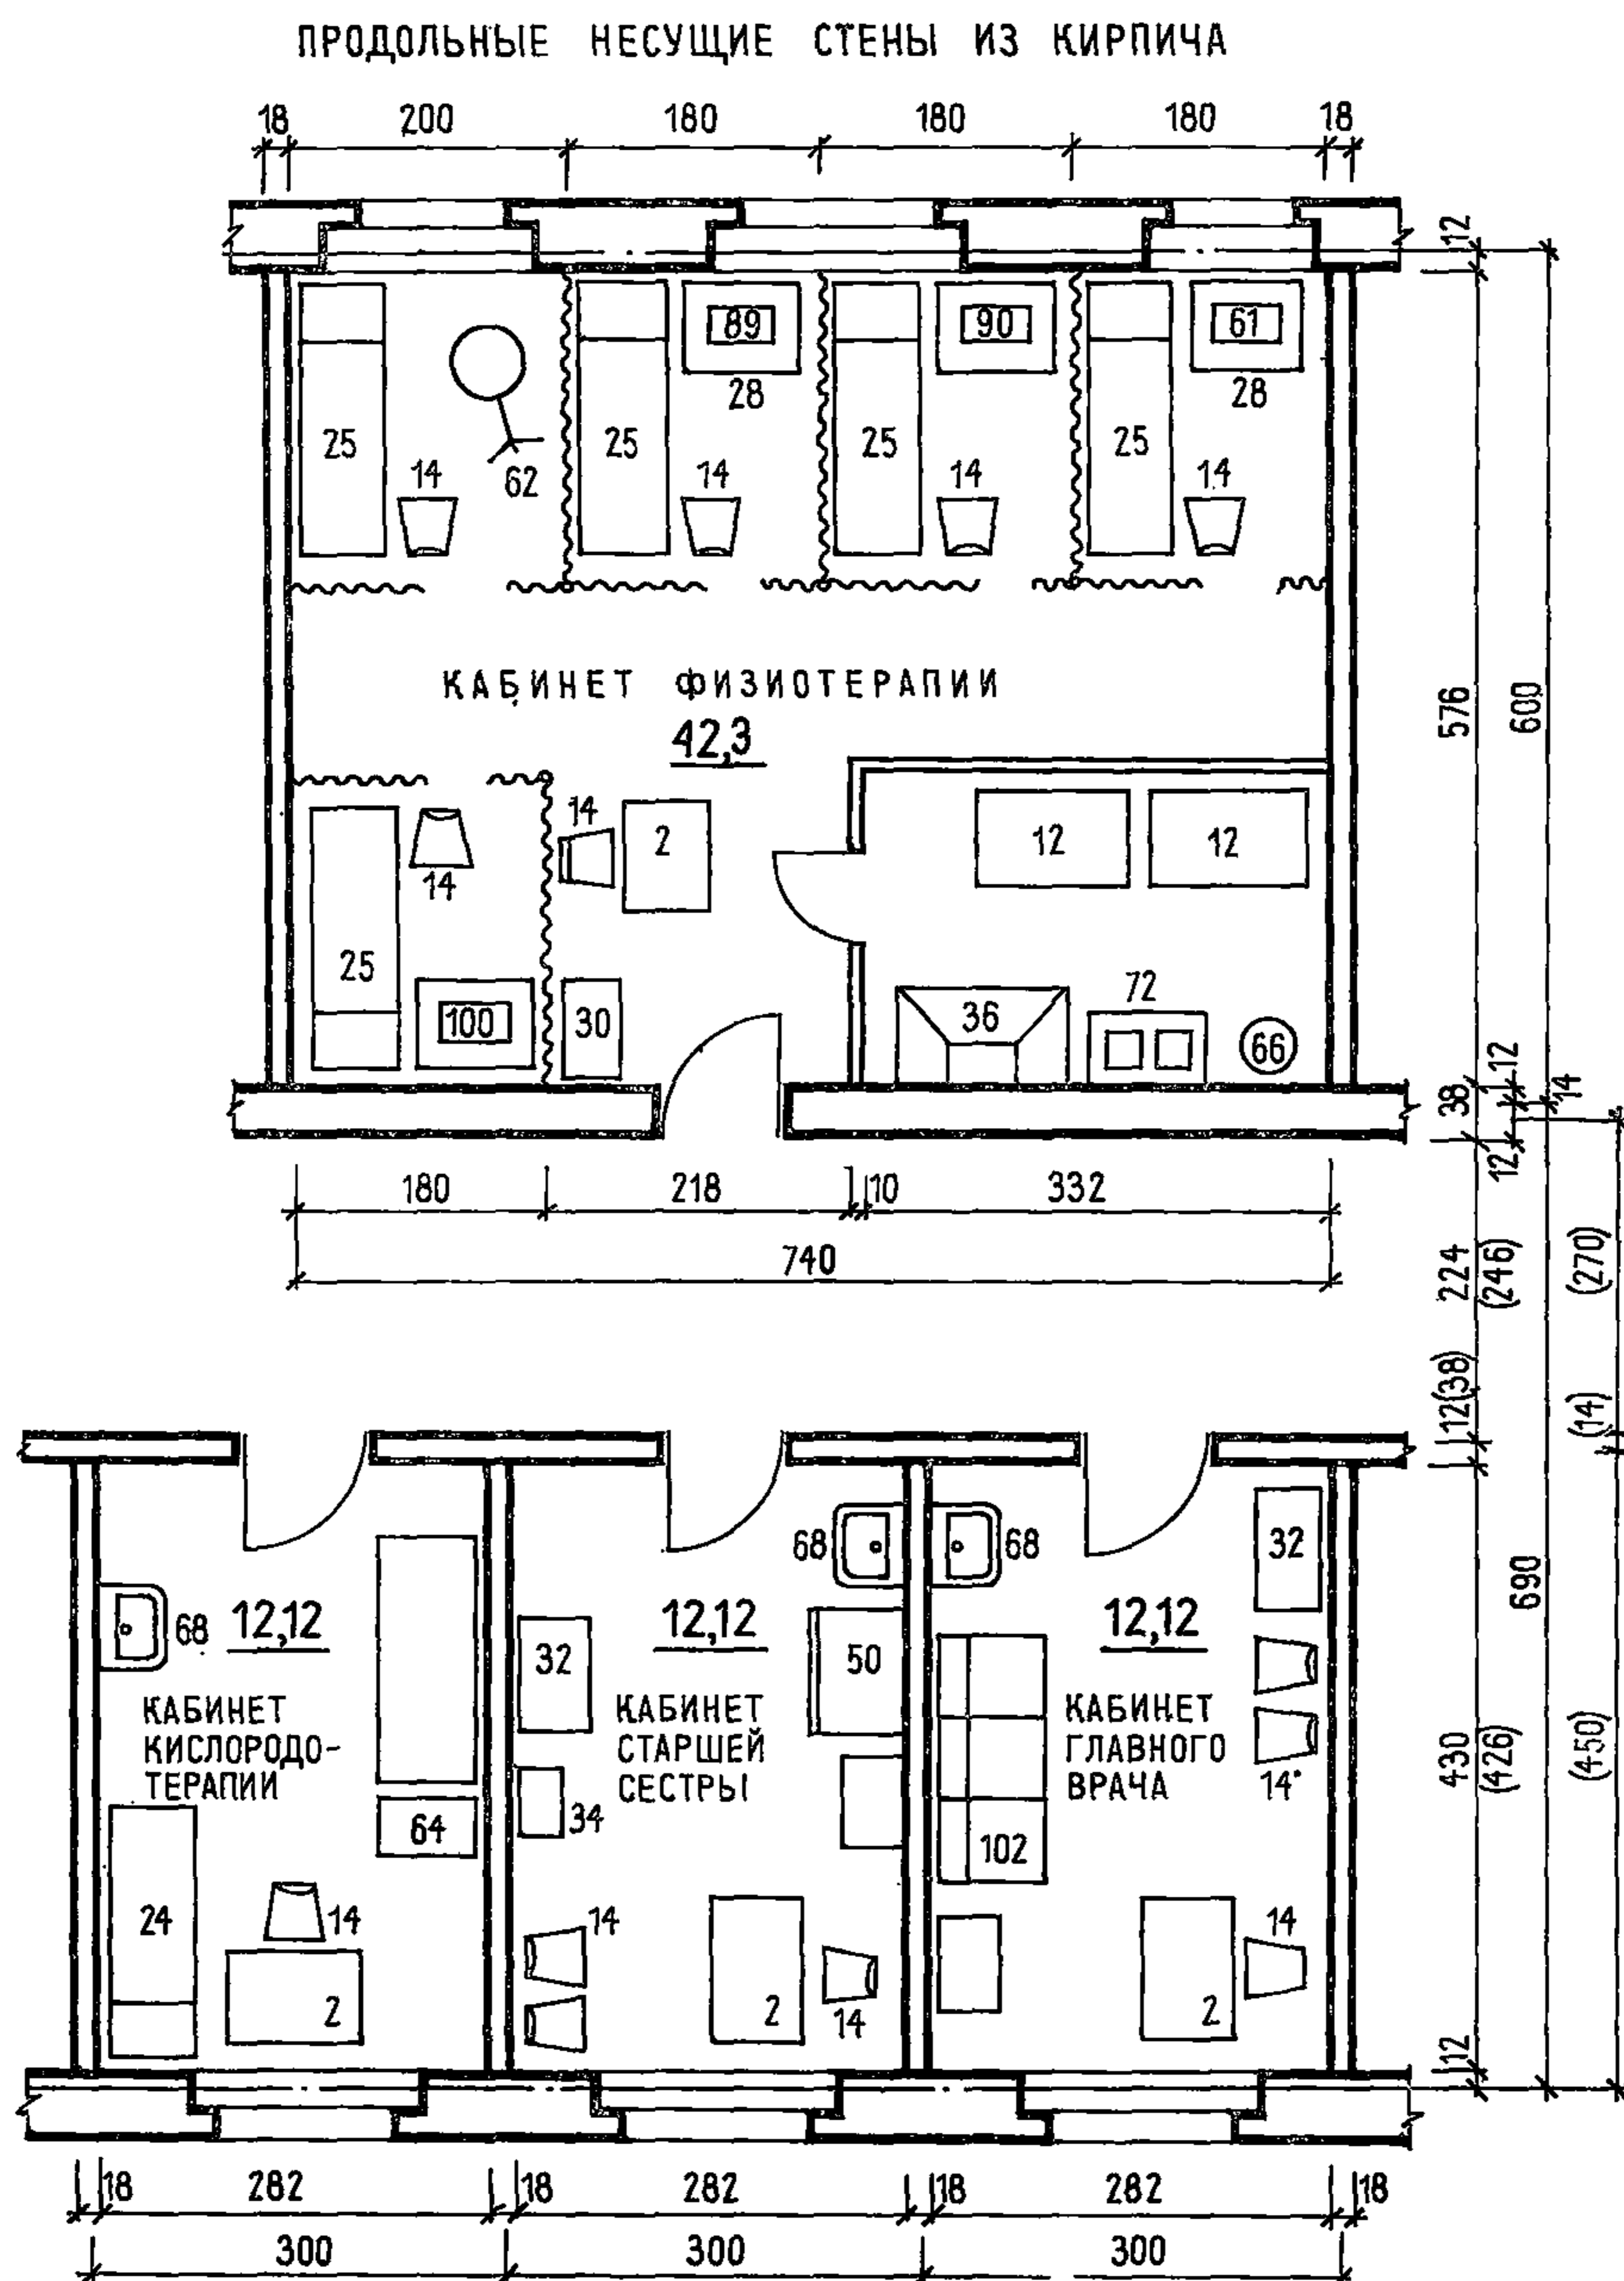 ПРОДОЛЬНЫЕ НЕСУЩИЕ СТЕНЫ ИЗ КИРПИЧА
18 200 180 180 180 18
12
89 90 61
28 28
25 25 25 25
14 62 14 14 14
576 600
КАБИНЕТ ФИЗИОТЕРАПИИ
42,3
14 2 12 12
14
25
100 30 36 72 66
12
38 14
12
180 218 10 332
740
224 (246) (270)
12(38) (14)
68 68 32
68 12,12 12,12 12,12
32 50
690
КАБИНЕТ
КИСЛОРОДО-
ТЕРАПИИ
КАБИНЕТ
СТАРШЕЙ
СЕСТРЫ
КАБИНЕТ
ГЛАВНОГО
ВРАЧА
14
430 (426) (450)
64 34 102
24 14 14 14
2 2 14 2
12
18 282 18 282 18 282 18
300 300 300